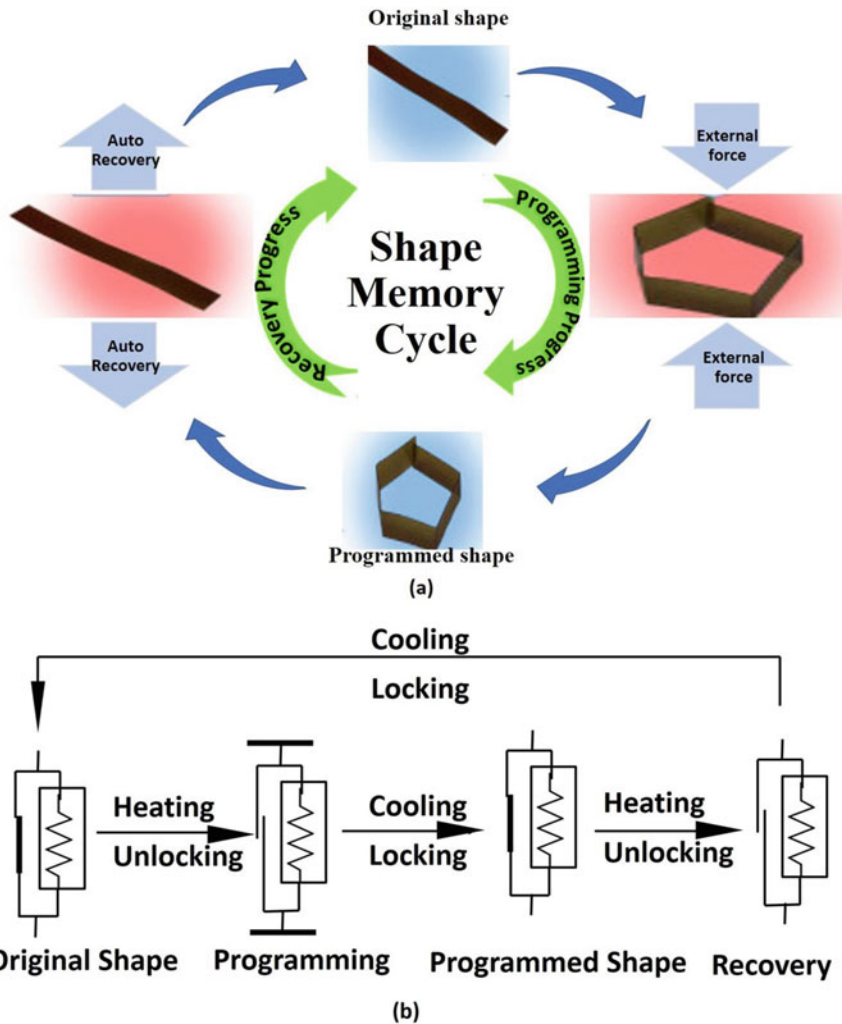 Original shape
Auto
Recovery
External
force
Recovery Progress
Shape
Memory
Cycle
Programming Progress
Auto
Recovery
External
force
Programmed shape
(a)
Cooling
Locking
Heating
Unlocking
Cooling
Locking
Heating
Unlocking
Original Shape
Programming
Programmed Shape
Recovery
(b)